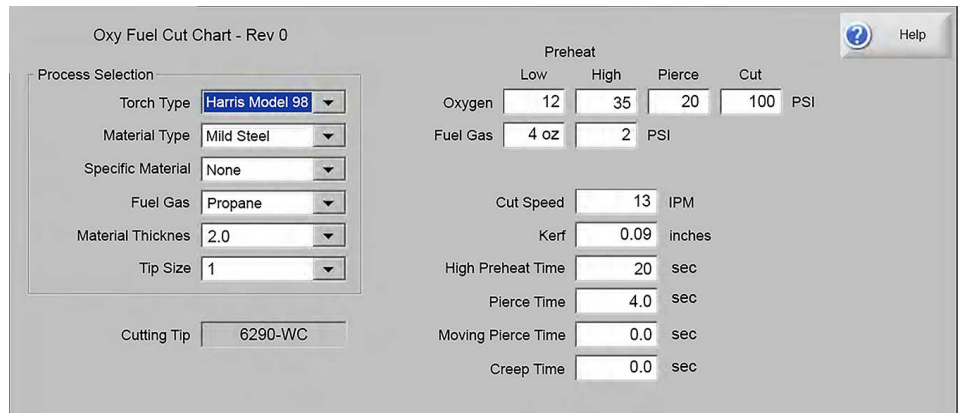 Oxy Fuel Cut Chart - Rev 0
Help
Process Selection
Torch Type Harris Model 98
Material Type Mild Steel
Specific Material None
Fuel Gas Propane
Material Thicknes 2.0
Tip Size 1
Cutting Tip 6290-WC
Preheat
Low High Pierce Cut
Oxygen 12 35 20 100 PSI
Fuel Gas 4 oz 2 PSI
Cut Speed 13 IPM
Kerf 0.09 inches
High Preheat Time 20 sec
Pierce Time 4.0 sec
Moving Pierce Time 0.0 sec
Creep Time 0.0 sec